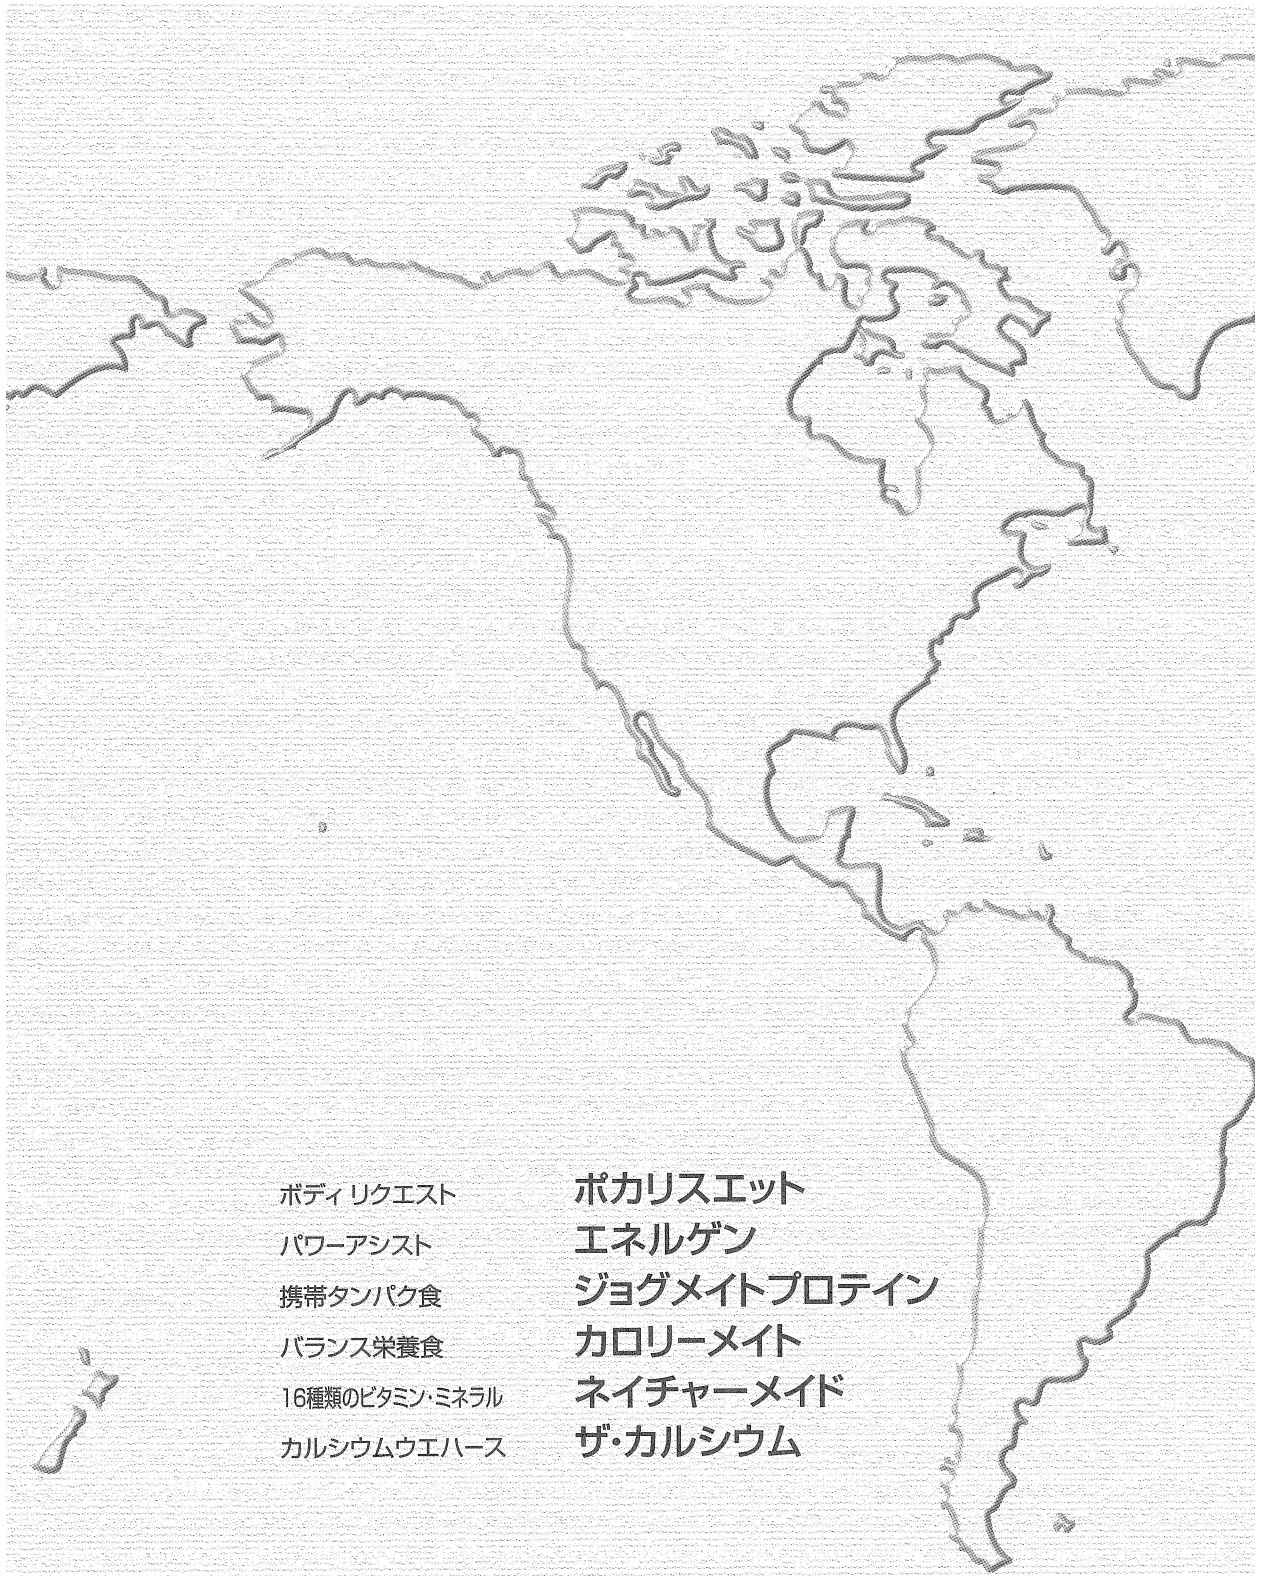 ボディリクエスト ポカリスエット
パワーアシスト エネルゲン
携帯タンパク食 ジョグメイトプロテイン
バランス栄養食 カロリーメイト
16種類のビタミン・ミネラル ネイチャーメイド
カルシウムウエハース ザ・カルシウム